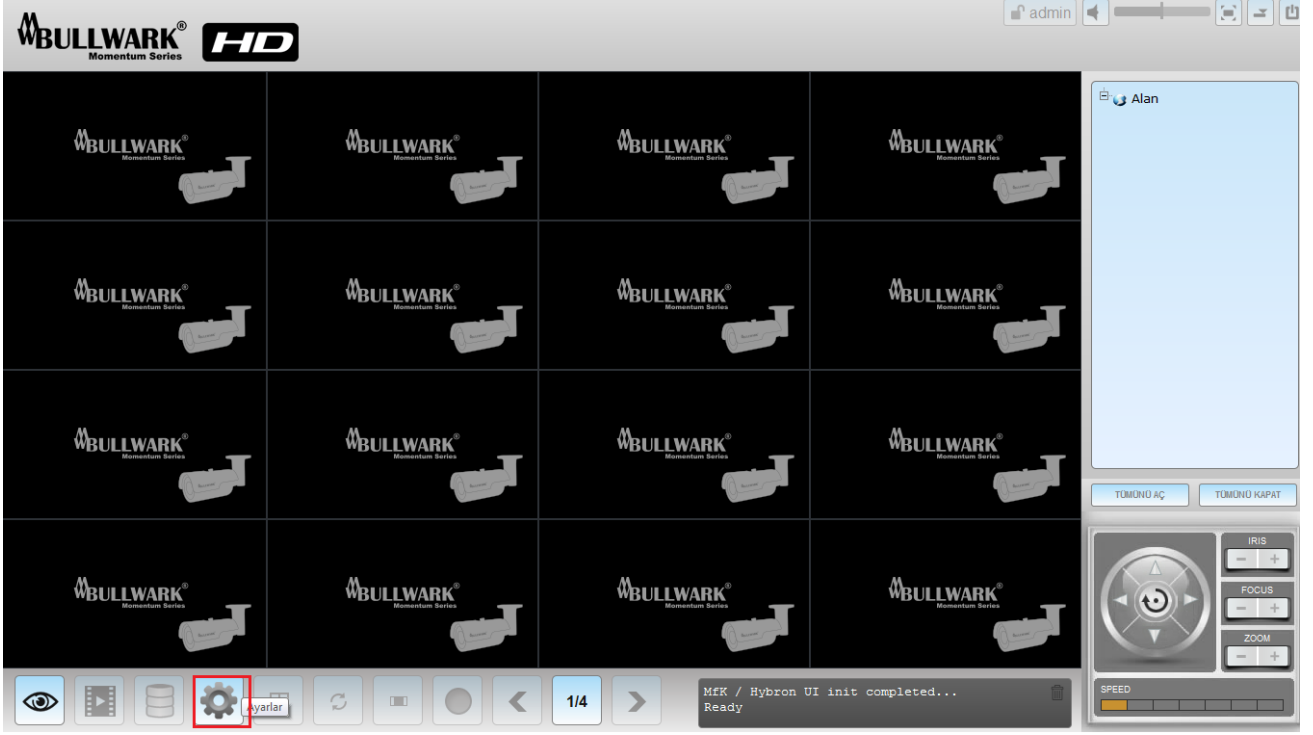 BULLWARK®
Momentum Series
HD
admin
BULLWARK®
Momentum Series
BULLWARK®
Momentum Series
BULLWARK®
Momentum Series
BULLWARK®
Momentum Series
BULLWARK®
Momentum Series
BULLWARK®
Momentum Series
BULLWARK®
Momentum Series
BULLWARK®
Momentum Series
BULLWARK®
Momentum Series
BULLWARK®
Momentum Series
BULLWARK®
Momentum Series
BULLWARK®
Momentum Series
BULLWARK®
Momentum Series
BULLWARK®
Momentum Series
BULLWARK®
Momentum Series
BULLWARK®
Momentum Series
Alan
TÜMÜNÜ AÇ
TÜMÜNÜ KAPAT
IRIS
- +
FOCUS
- +
ZOOM
- +
SPEED
Ayarlar
1/4
MfK / Hybron UI init completed...
Ready